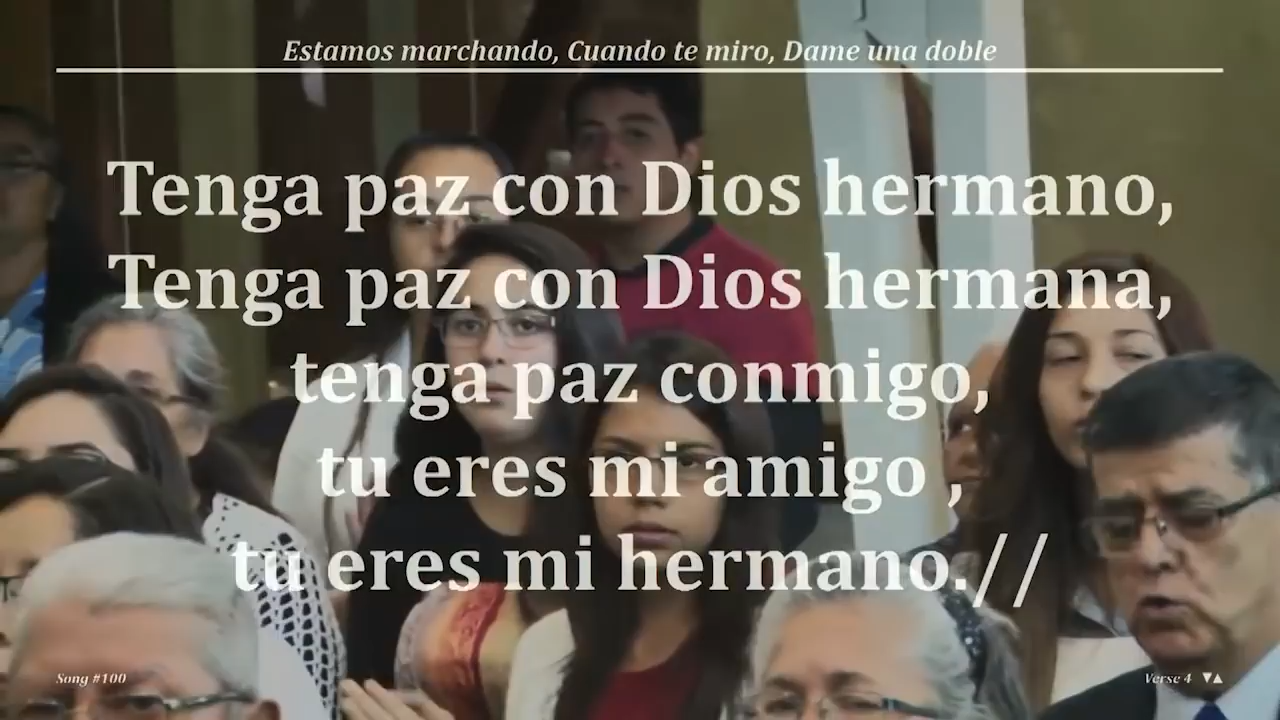 Estamos marchando, Cuando te miro, Dame una doble
Tenga paz con Dios hermano,
Tenga paz con Dios hermana,
tenga paz conmigo,
tu eres mi amigo ,
tu eres mi hermano.//
Song #100
Verse 4 ▼▲